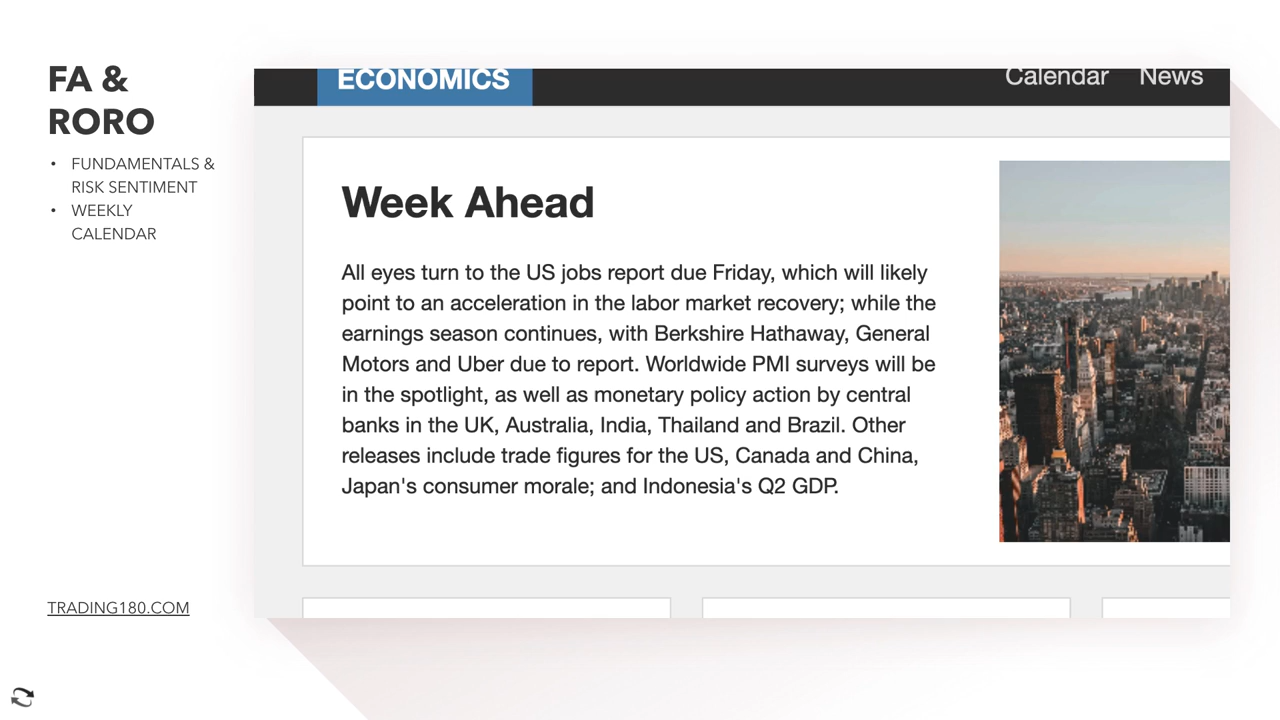 FA &
RORO
• FUNDAMENTALS &
RISK SENTIMENT
• WEEKLY
CALENDAR
TRADING180.COM
ECONOMICS
Calendar News
Week Ahead
All eyes turn to the US jobs report due Friday, which will likely
point to an acceleration in the labor market recovery; while the
earnings season continues, with Berkshire Hathaway, General
Motors and Uber due to report. Worldwide PMI surveys will be
in the spotlight, as well as monetary policy action by central
banks in the UK, Australia, India, Thailand and Brazil. Other
releases include trade figures for the US, Canada and China,
Japan's consumer morale; and Indonesia's Q2 GDP.